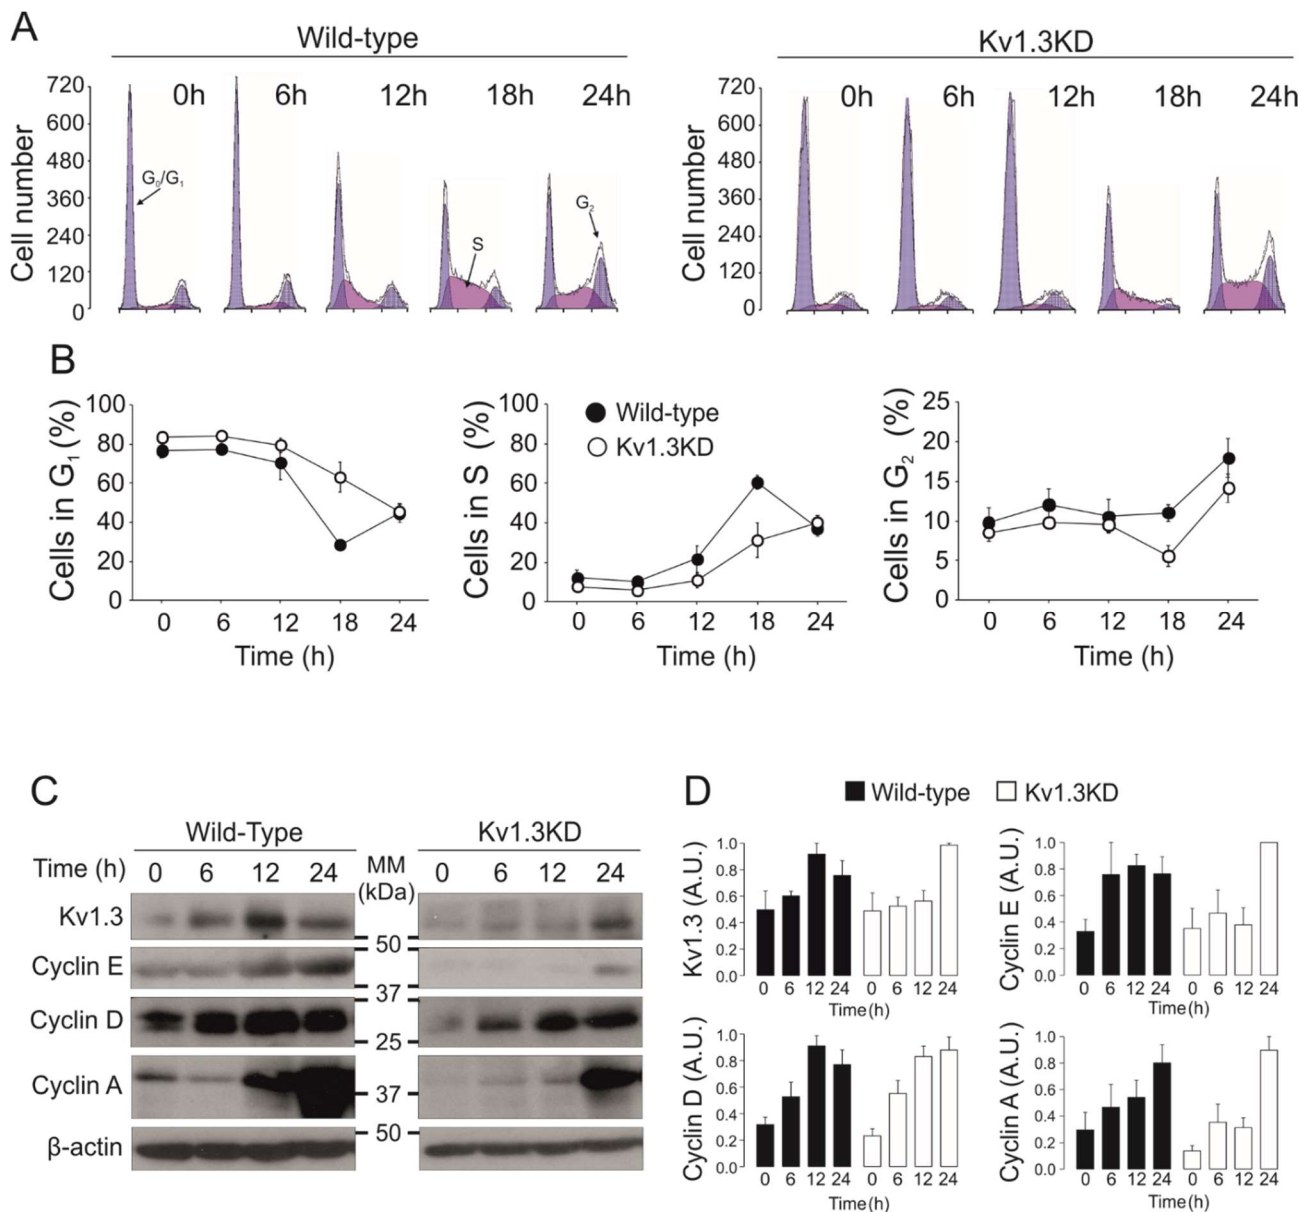 A
Wild-type
Kv1.3KD
0h 6h 12h 18h 24h
0h 6h 12h 18h 24h
Cell number
720
600
480
360
240
120
0
G0/G1
S
G2
Cell number
720
600
480
360
240
120
0
B
Cells in G1 (%)
100
80
60
40
20
0
0 6 12 18 24
Time (h)
Cells in S (%)
100
80
60
40
20
0
Wild-type
Kv1.3KD
0 6 12 18 24
Time (h)
Cells in G2 (%)
25
20
15
10
5
0
0 6 12 18 24
Time (h)
C
Wild-Type
Kv1.3KD
Time (h) 0 6 12 24 MM 0 6 12 24
(kDa)
Kv1.3
50
Cyclin E
37
37
Cyclin D
25
Cyclin A
37
50
β-actin
D
Wild-type
Kv1.3KD
Kv1.3 (A.U.)
1.0
0.8
0.6
0.4
0.2
0.0
0 6 12 24 0 6 12 24
Time(h)
Cyclin E (A.U.)
1.0
0.8
0.6
0.4
0.2
0.0
0 6 12 24 0 6 12 24
Time(h)
Cyclin D (A.U.)
1.0
0.8
0.6
0.4
0.2
0.0
0 6 12 24 0 6 12 24
Time(h)
Cyclin A (A.U.)
1.0
0.8
0.6
0.4
0.2
0.0
0 6 12 24 0 6 12 24
Time(h)